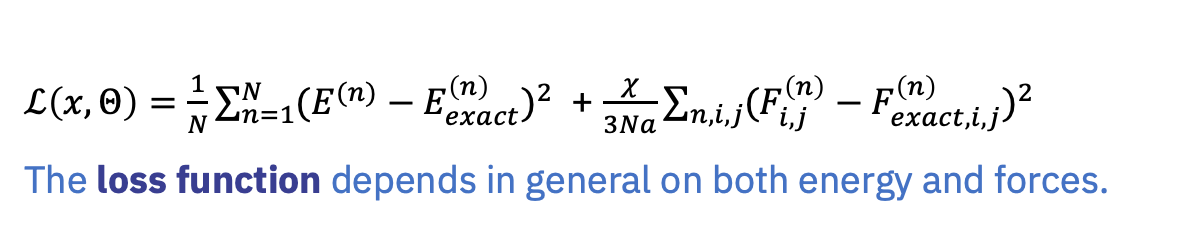 ℒ(x, Θ) = 1/N ∑_{n=1}^{N}(E^{(n)} − E_{exact}^{(n)})^2 + χ/3Na ∑_{n,i,j}(F_{i,j}^{(n)} − F_{exact,i,j}^{(n)})^2
The loss function depends in general on both energy and forces.